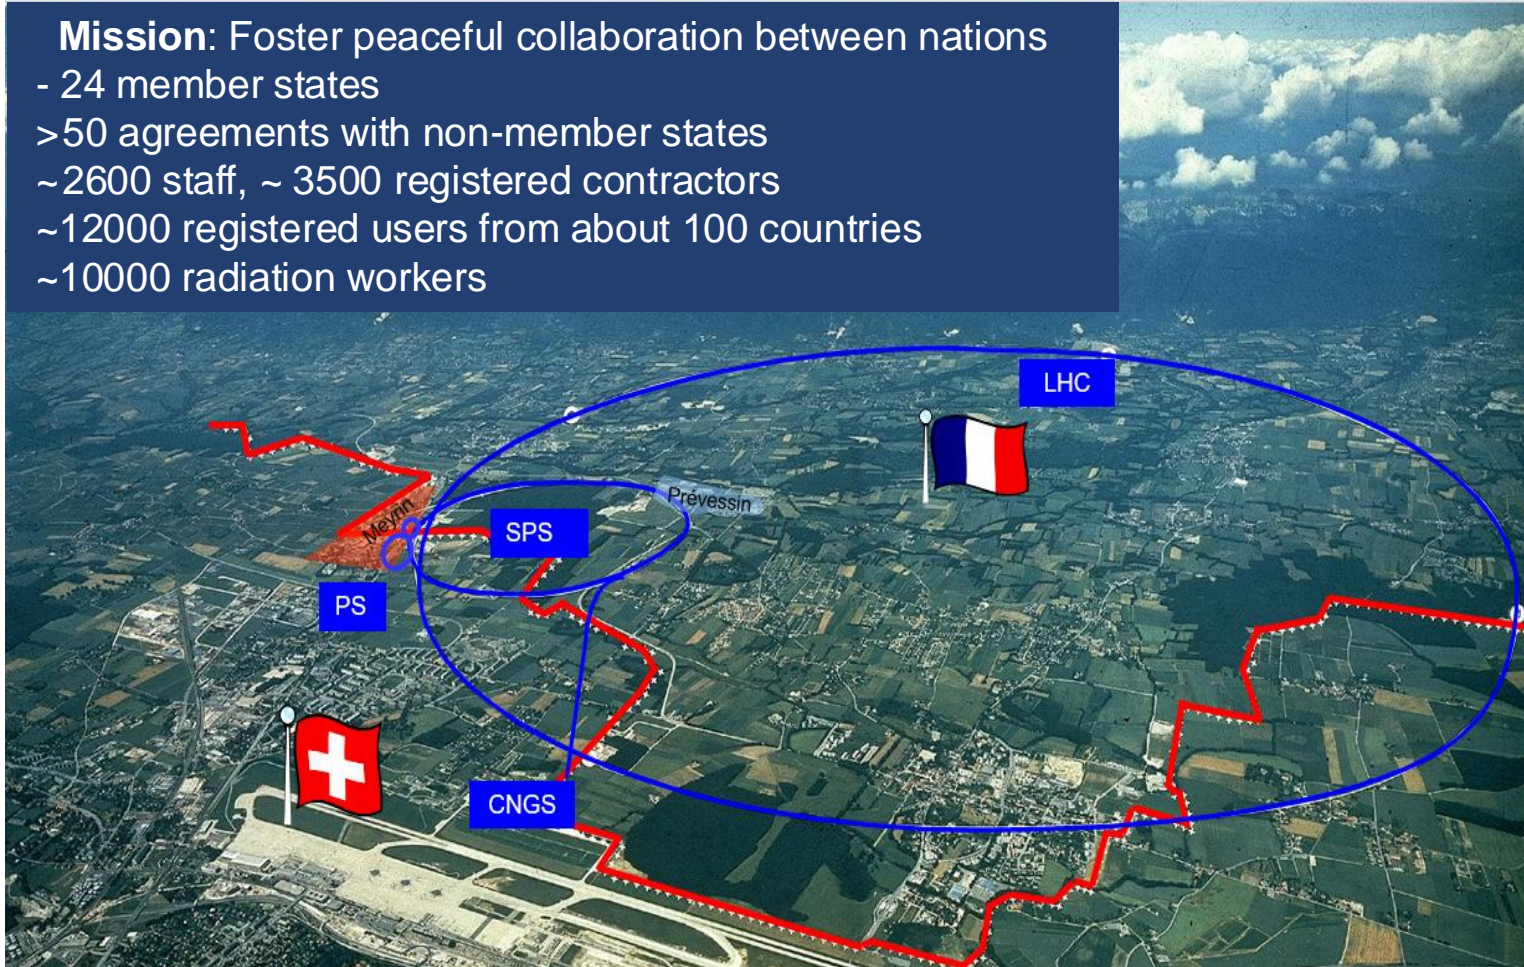 Mission: Foster peaceful collaboration between nations
- 24 member states
>50 agreements with non-member states
~2600 staff, ~ 3500 registered contractors
~12000 registered users from about 100 countries
~10000 radiation workers
LHC
Prévessin
Meyrin
SPS
PS
CNGS